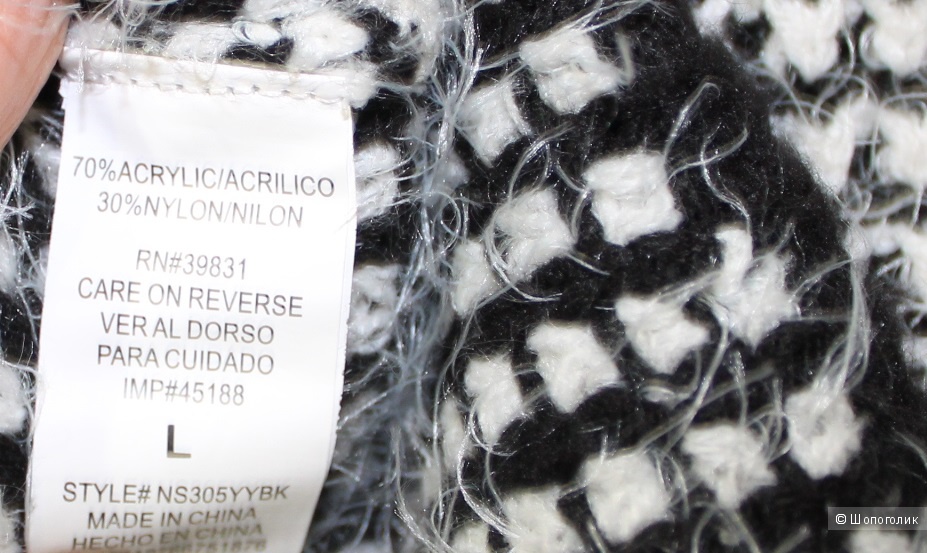 70%ACRYLIC/ACRILICO
30%NYLON/NILON
RN#39831
CARE ON REVERSE
VER AL DORSO
PARA CUIDADO
IMP#45188
L
STYLE# NS305YYBK
MADE IN CHINA
HECHO EN CHINA
© Шопоголик